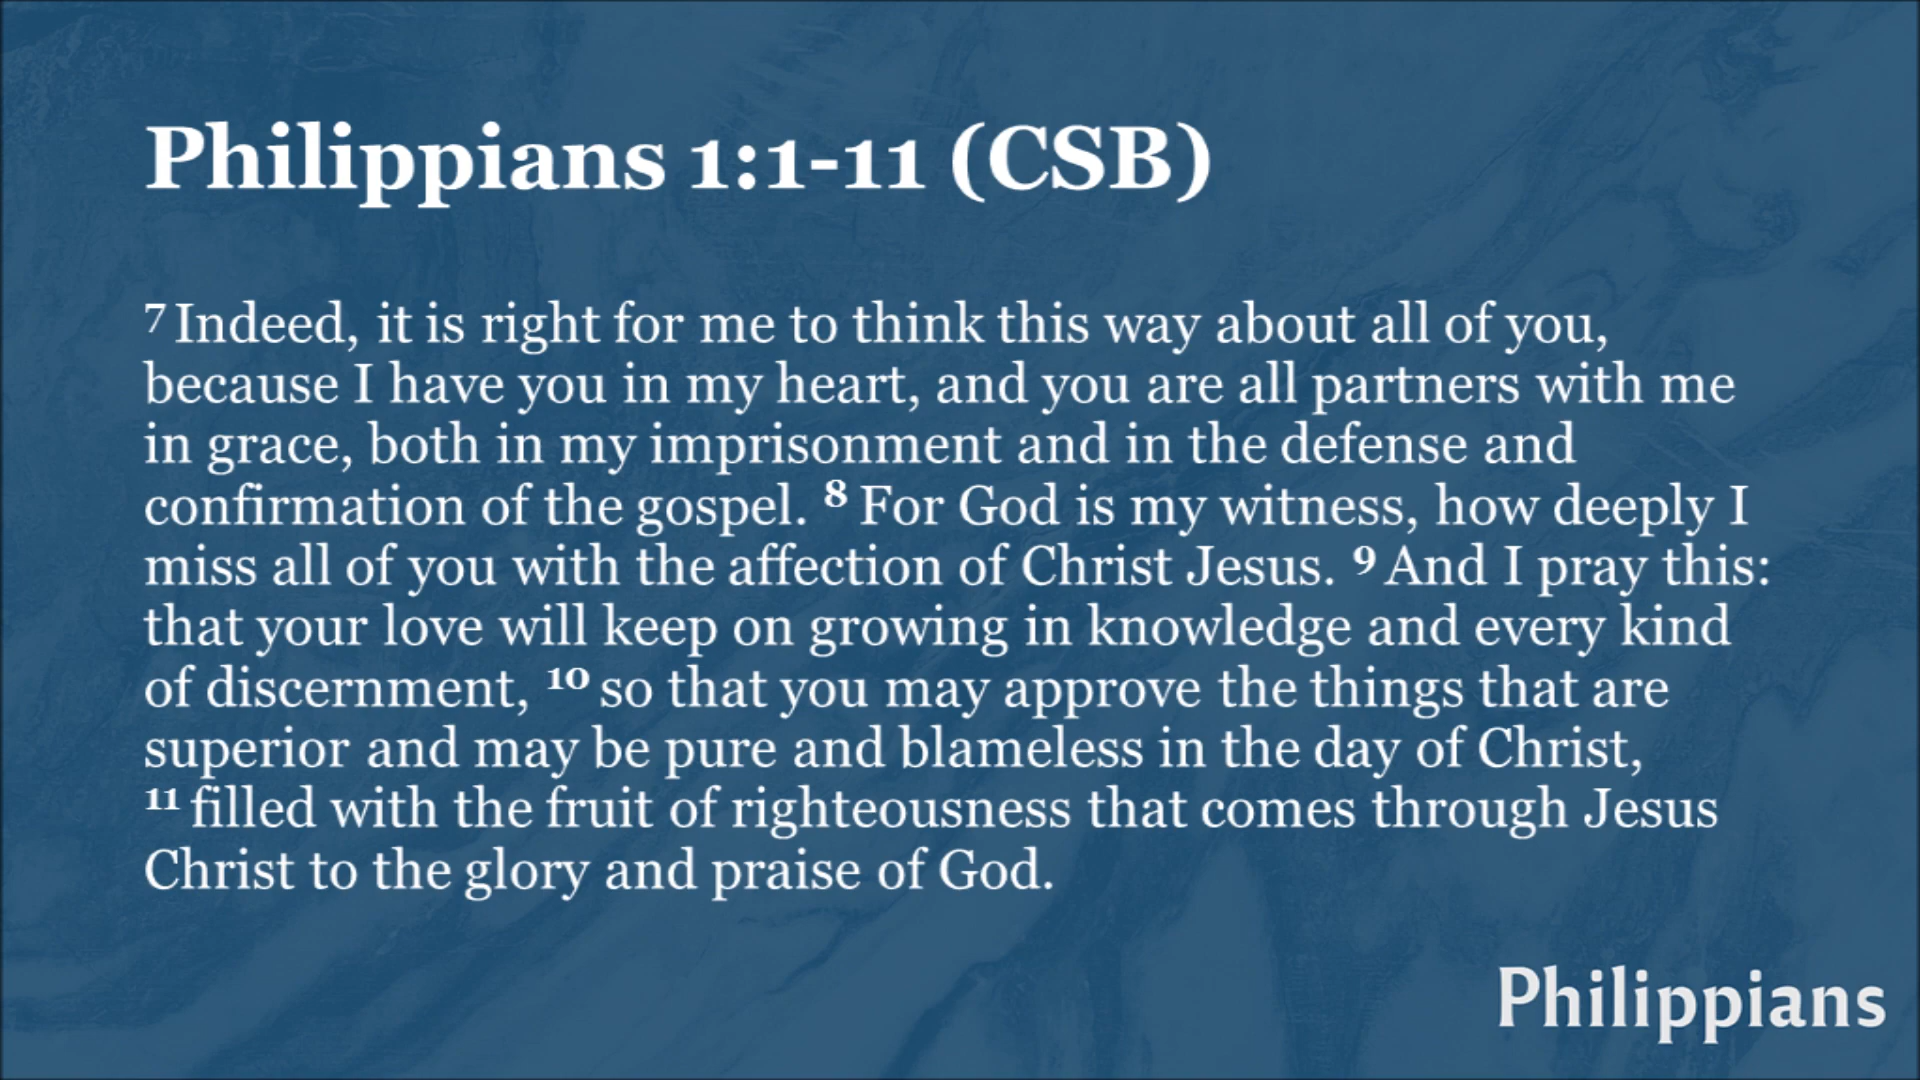 Philippians 1:1-11 (CSB)
7 Indeed, it is right for me to think this way about all of you,
because I have you in my heart, and you are all partners with me
in grace, both in my imprisonment and in the defense and
confirmation of the gospel. 8 For God is my witness, how deeply I
miss all of you with the affection of Christ Jesus. 9 And I pray this:
that your love will keep on growing in knowledge and every kind
of discernment, 10 so that you may approve the things that are
superior and may be pure and blameless in the day of Christ,
11 filled with the fruit of righteousness that comes through Jesus
Christ to the glory and praise of God.
Philippians